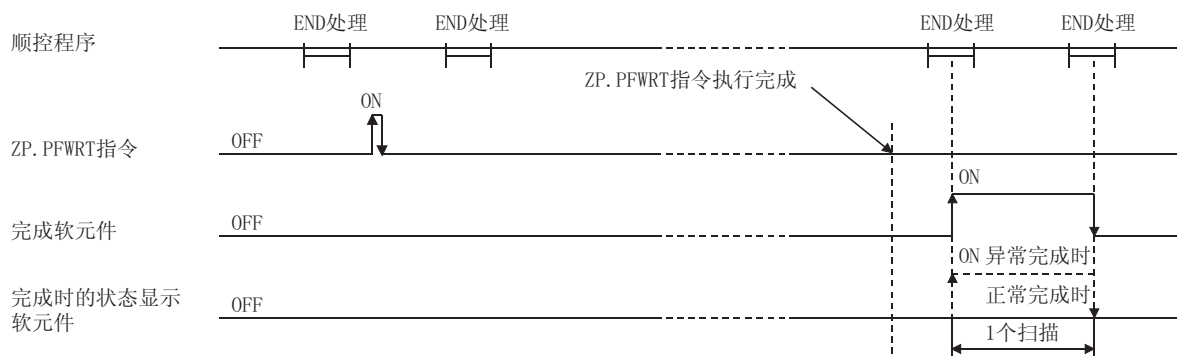 END处理 END处理 END处理 END处理
顺控程序
ZP.PFWRT指令执行完成
ON
ZP.PFWRT指令 OFF
ON
完成软元件 OFF
ON 异常完成时
完成时的状态显示
软元件 OFF
正常完成时
1个扫描